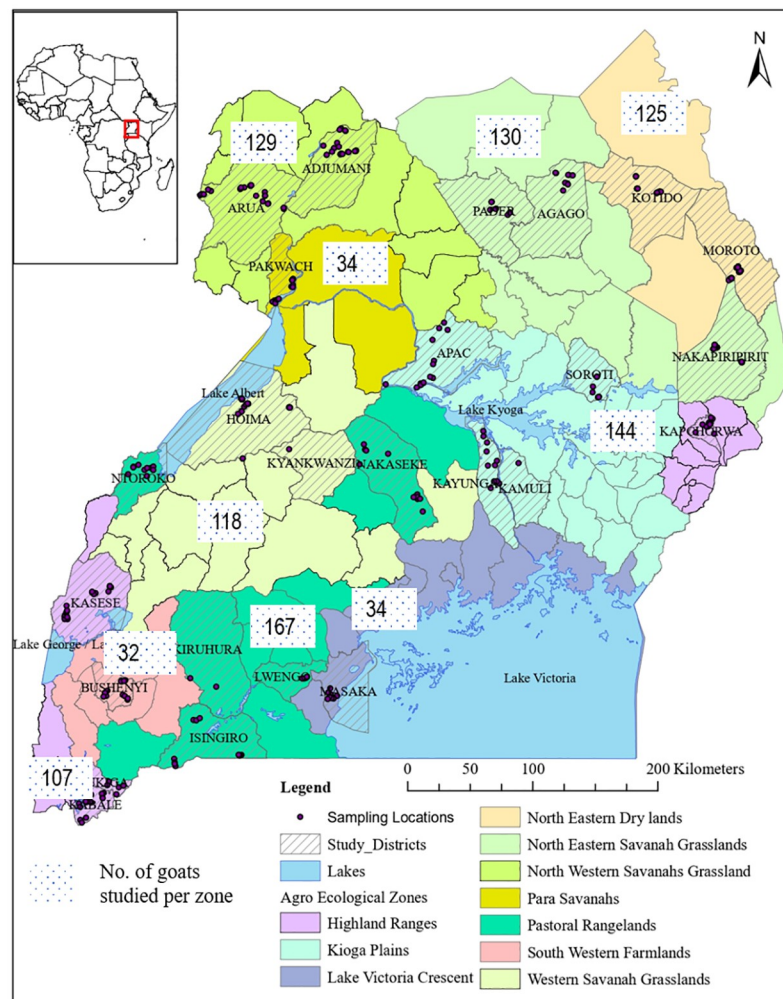 N
125
130
129
ADJUMANI
KOTIDO
ARUA
PADER
AGAGO
MOROTO
34
PAKWACH
NAKAPIRIPIRIT
APAC
SOROTI
Lake Albert
Lake Kyoga
HOIMA
144
KAPCHORWA
KYANKWANZI
NAKASEKE
NTOROKO
KAYUNG
KAMULI
118
KASESE
34
167
Lake George / La
32
KIRUHURA
LWENGO
Lake Victoria
BUSHENYI
MASAKA
ISINGIRO
107
KABALE
0 50 100 200 Kilometers
Legend
Sampling Locations
Study_Districts
Lakes
Agro Ecological Zones
Highland Ranges
Kioga Plains
Lake Victoria Crescent
North Eastern Dry lands
North Eastern Savanah Grasslands
North Western Savanahs Grassland
Para Savanahs
Pastoral Rangelands
South Western Farmlands
Western Savanah Grasslands
No. of goats
studied per zone